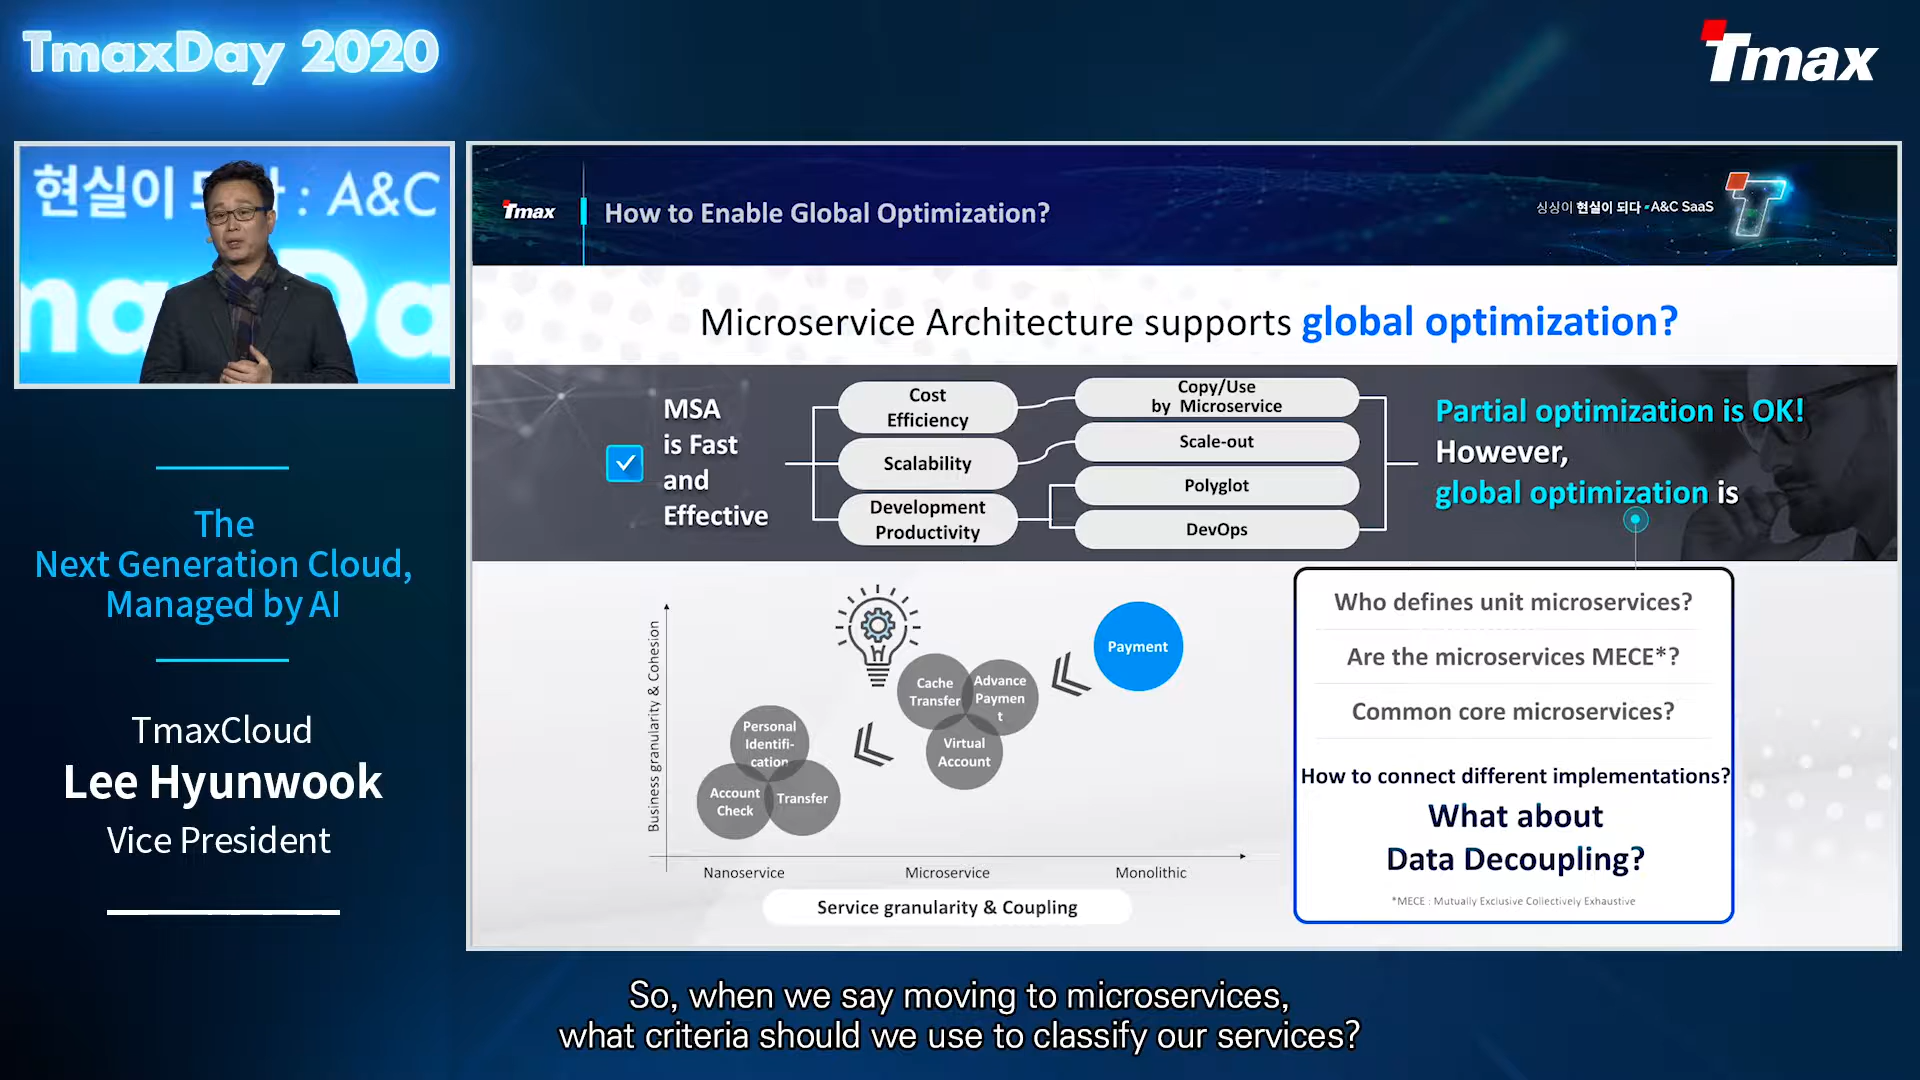 TmaxDay 2020
Tmax
현실이 되다 : A&C
maxDa
The
Next Generation Cloud,
Managed by AI
TmaxCloud
Lee Hyunwook
Vice President
Tmax
How to Enable Global Optimization?
싱싱이 현실이 되다 • A&C SaaS
Microservice Architecture supports global optimization?
MSA
is Fast
and
Effective
Cost
Efficiency
Scalability
Development
Productivity
Copy/Use
by Microservice
Scale-out
Polyglot
DevOps
Partial optimization is OK!
However,
global optimization is
Business granularity & Cohesion
Personal
Identifi-
cation
Account
Check
Transfer
Cache
Transfer
Advance
Paymen
t
Virtual
Account
Payment
Nanoservice
Microservice
Monolithic
Service granularity & Coupling
Who defines unit microservices?
Are the microservices MECE*?
Common core microservices?
How to connect different implementations?
What about
Data Decoupling?
*MECE : Mutually Exclusive Collectively Exhaustive
So, when we say moving to microservices,
what criteria should we use to classify our services?